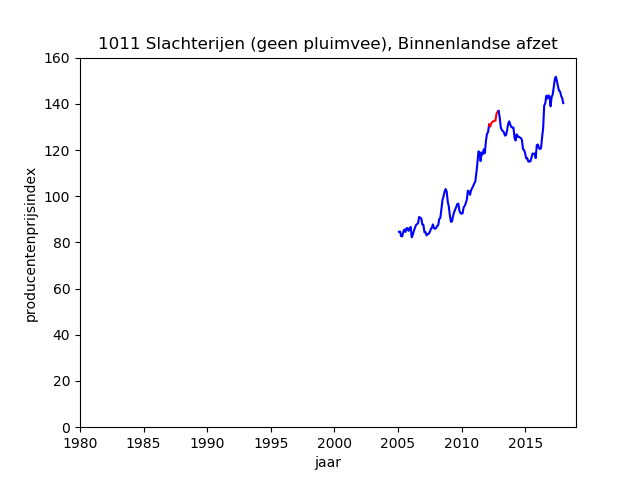 1011 Slachterijen (geen pluimvee), Binnenlandse afzet
producentenprijsindex
160
140
120
100
80
60
40
20
0
1980 1985 1990 1995 2000 2005 2010 2015
jaar